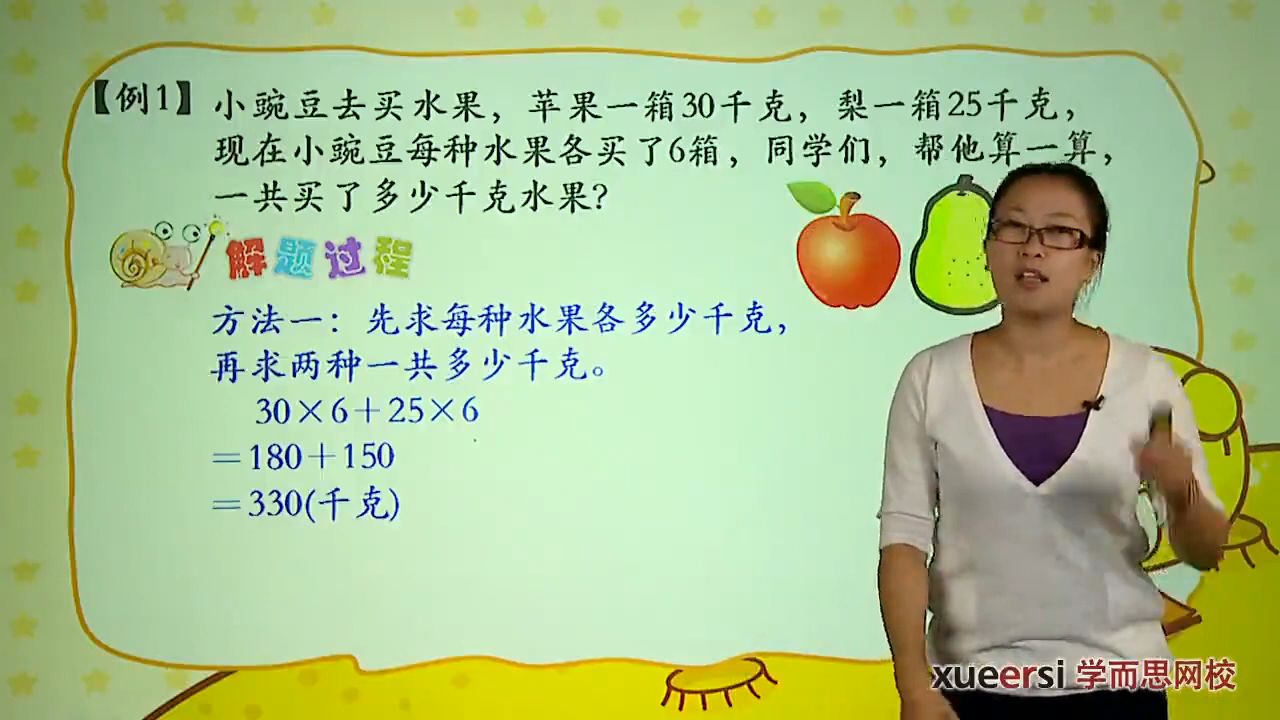 【例1】小豌豆去买水果，苹果一箱30千克，梨一箱25千克，
现在小豌豆每种水果各买了6箱，同学们，帮他算一算，
一共买了多少千克水果?
解题过程
方法一：先求每种水果各多少千克，
再求两种一共多少千克。
30×6+25×6
=180+150
=330(千克)
xueersi 学而思网校